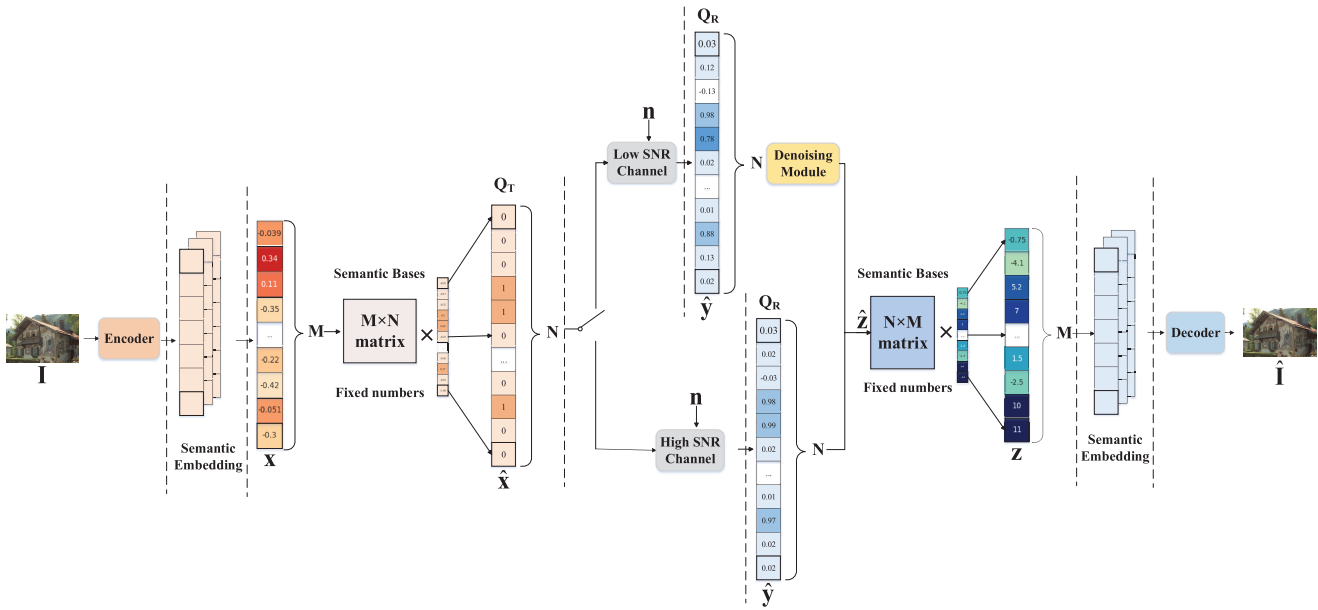 I
Encoder
Semantic
Embedding
-0.039
0.34
0.11
-0.35
...
-0.22
-0.42
-0.051
-0.3
x
M
Semantic Bases
M×N
matrix
×
Fixed numbers
Q_T
0
0
0
1
1
0
...
0
1
0
0
x̂
N
n
Low SNR
Channel
Q_R
0.03
0.12
-0.13
0.98
0.78
0.02
...
0.01
0.88
0.13
0.02
ŷ
N
Denoising
Module
n
High SNR
Channel
Q_R
0.03
0.02
-0.03
0.98
0.99
0.02
...
0.01
0.97
0.02
0.02
ŷ
N
ẑ
Semantic Bases
N×M
matrix
×
Fixed numbers
-0.75
-4.1
5.2
7
...
1.5
-2.5
10
11
z
M
Semantic
Embedding
Decoder
Î